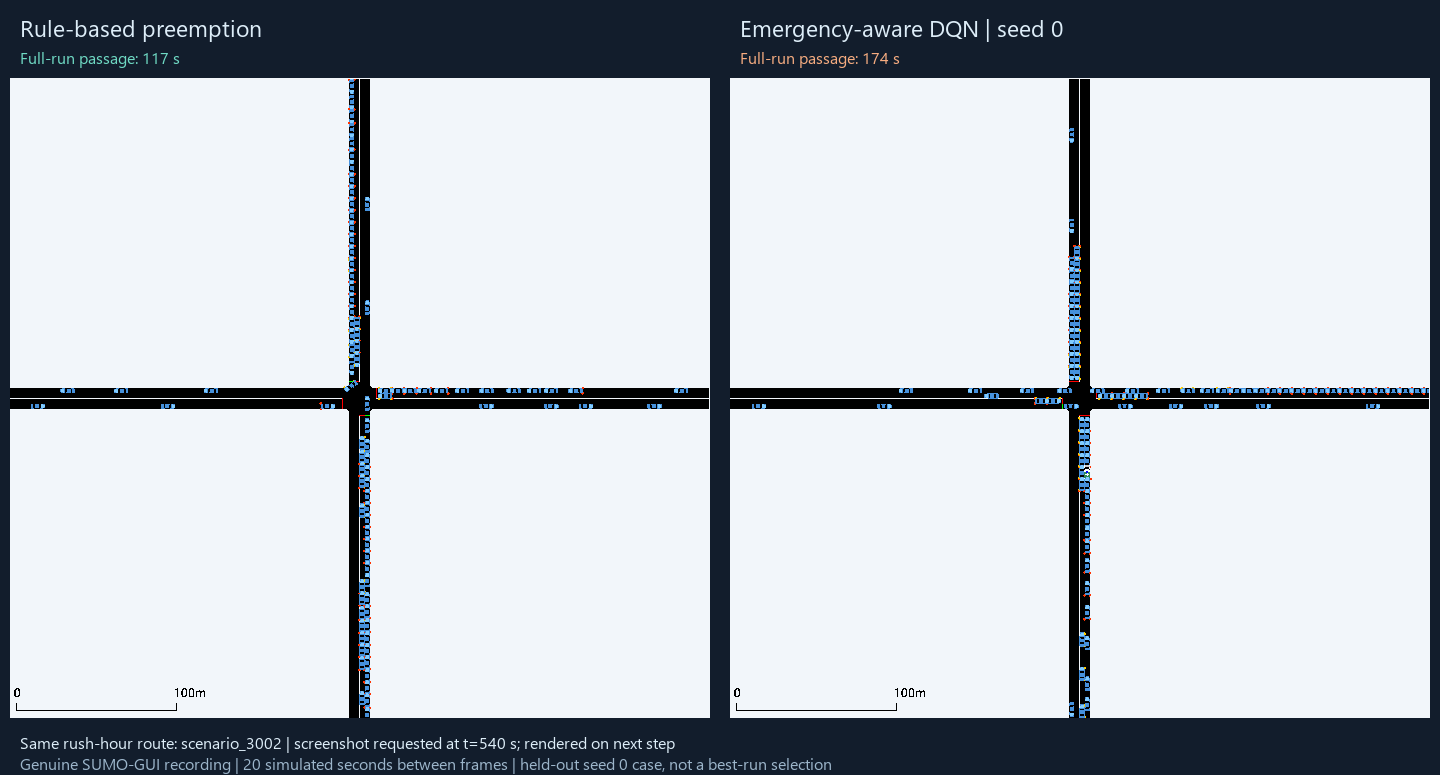 Rule-based preemption
Full-run passage: 117 s
Emergency-aware DQN | seed 0
Full-run passage: 174 s
0 100m
0 100m
Same rush-hour route: scenario_3002 | screenshot requested at t=540 s; rendered on next step
Genuine SUMO-GUI recording | 20 simulated seconds between frames | held-out seed 0 case, not a best-run selection